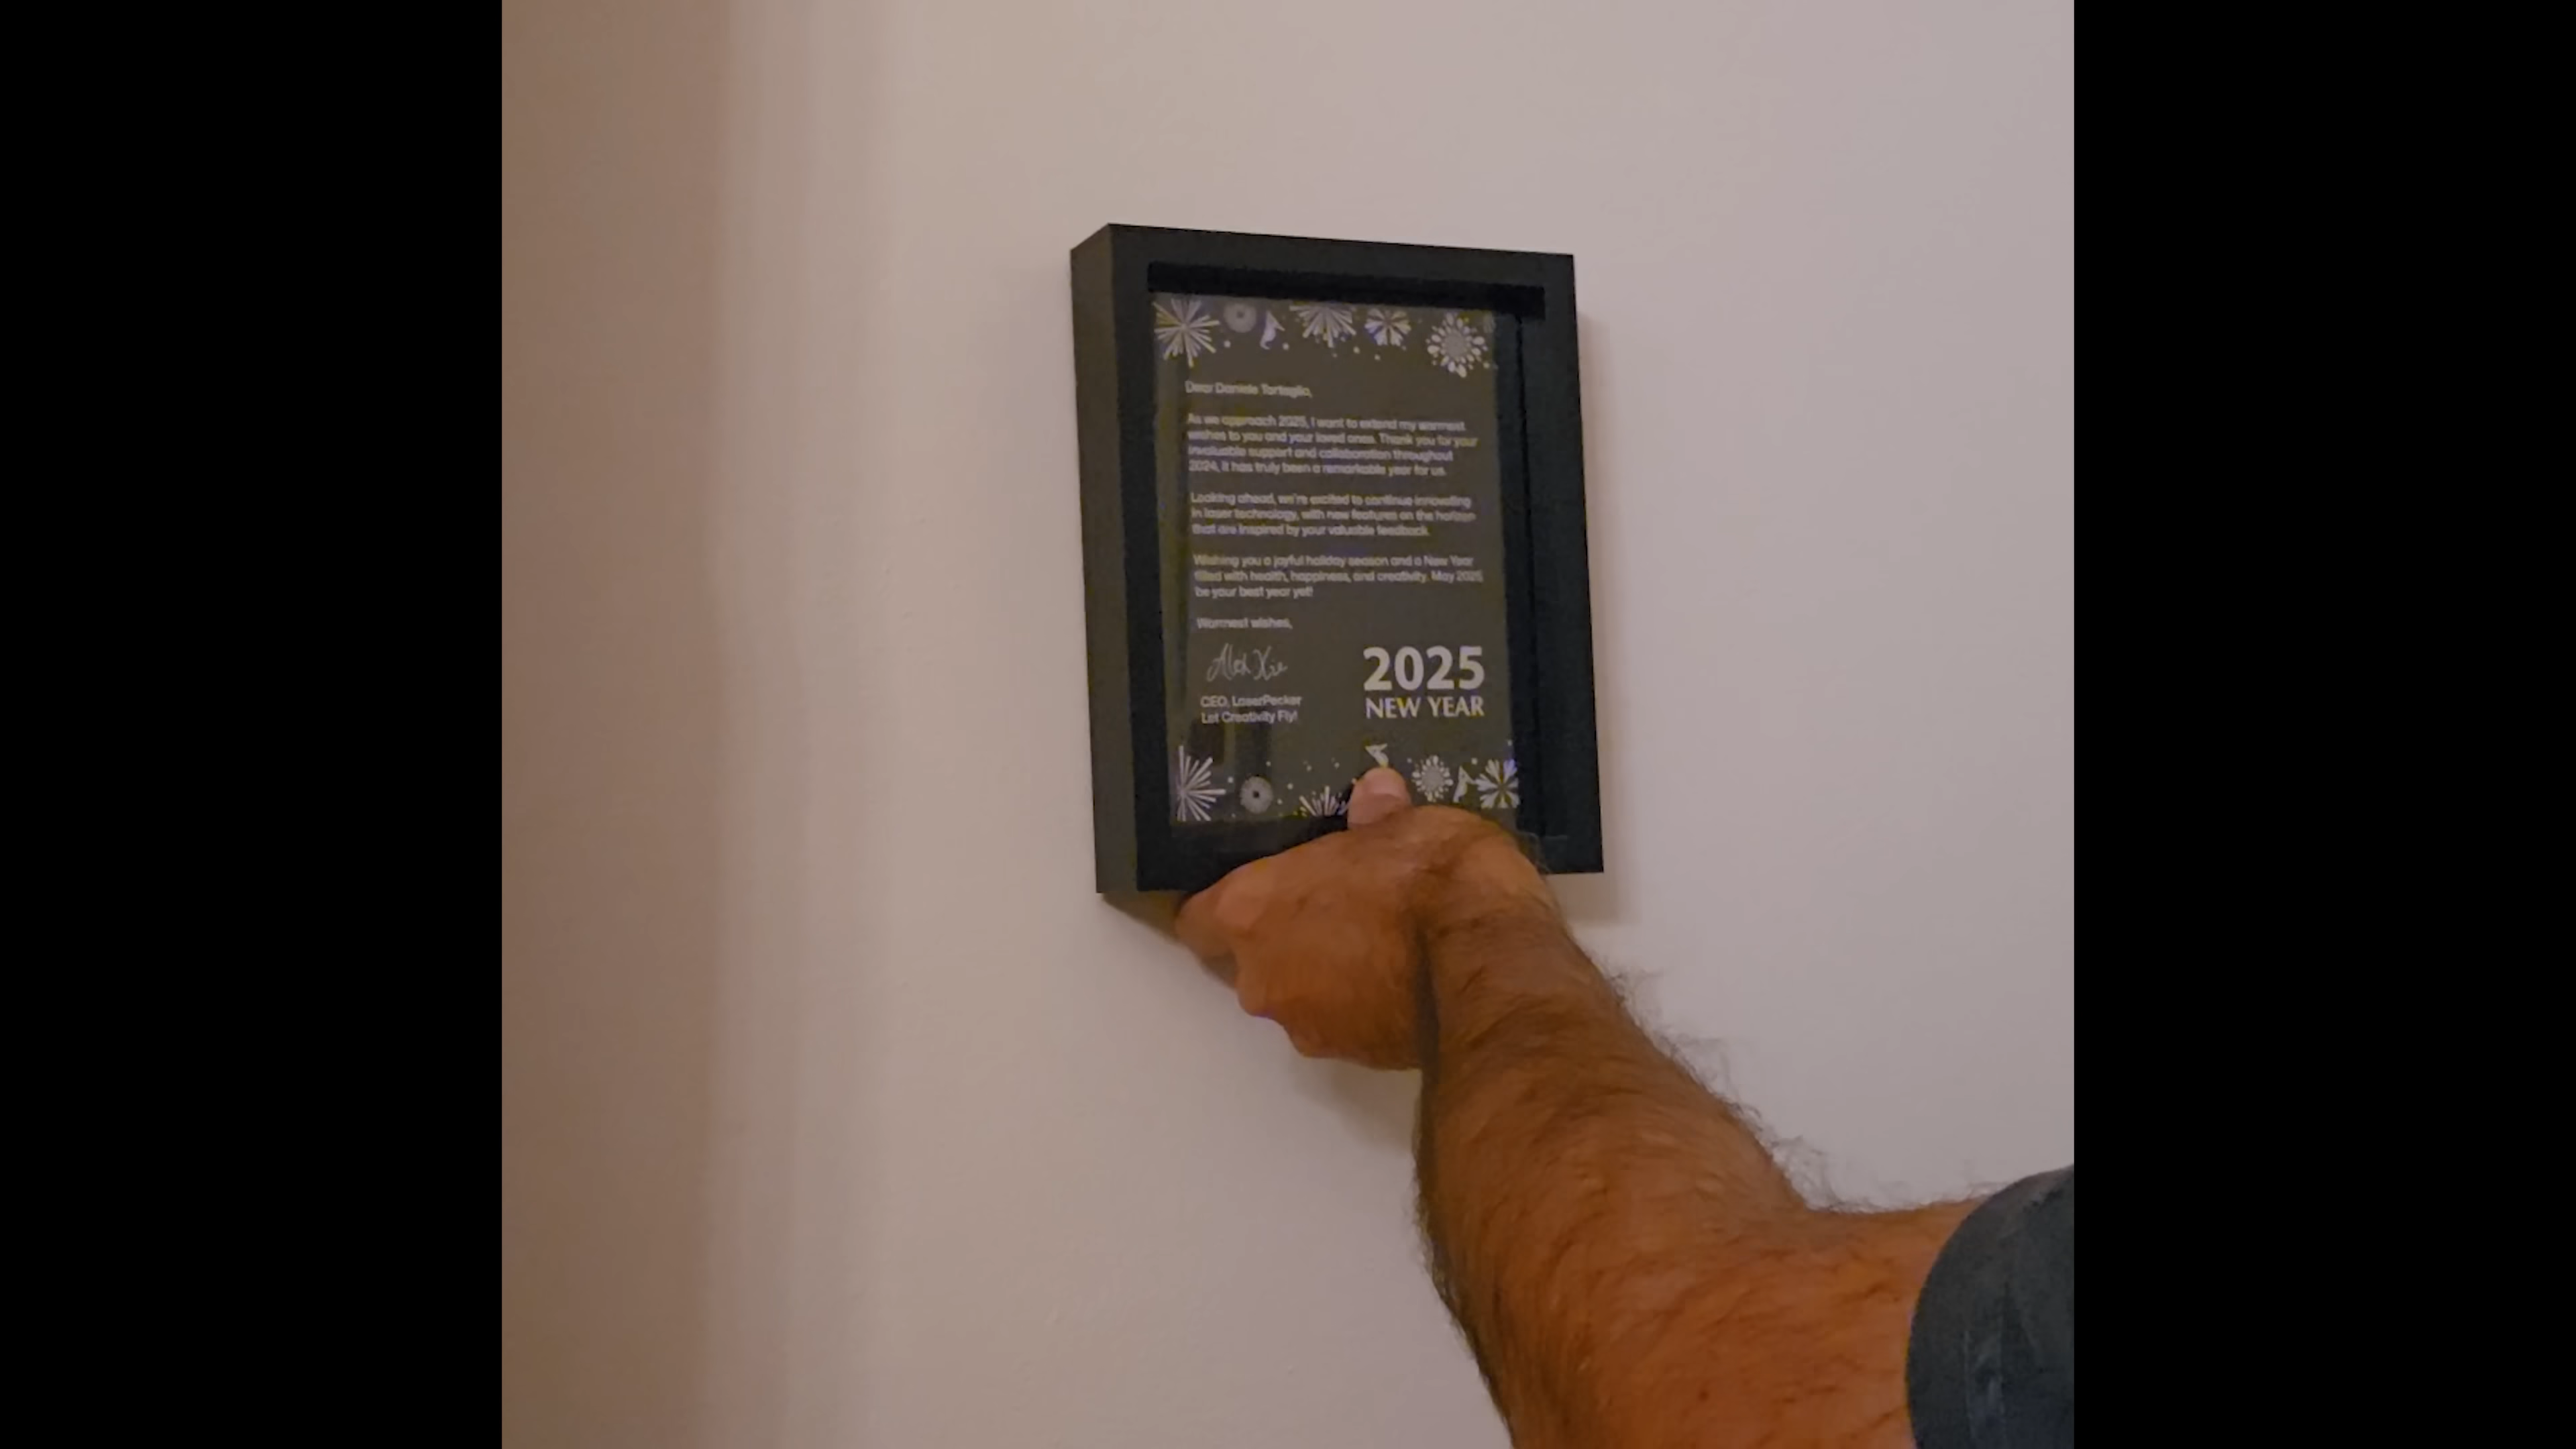 Dear Daniele Tartaglia,
As we approach 2025, I want to extend my warmest
wishes to you and your loved ones. Thank you for your
invaluable support and collaboration throughout
2024, it has truly been a remarkable year for us.
Looking ahead, we're excited to continue innovating
in laser technology, with new features on the horizon
that are inspired by your valuable feedback.
Wishing you a joyful holiday season and a New Year
filled with health, happiness, and creativity. May 2025
be your best year yet!
Warmest wishes,
Alex Xie
CEO, LaserPecker
Let Creativity Fly!
2025
NEW YEAR